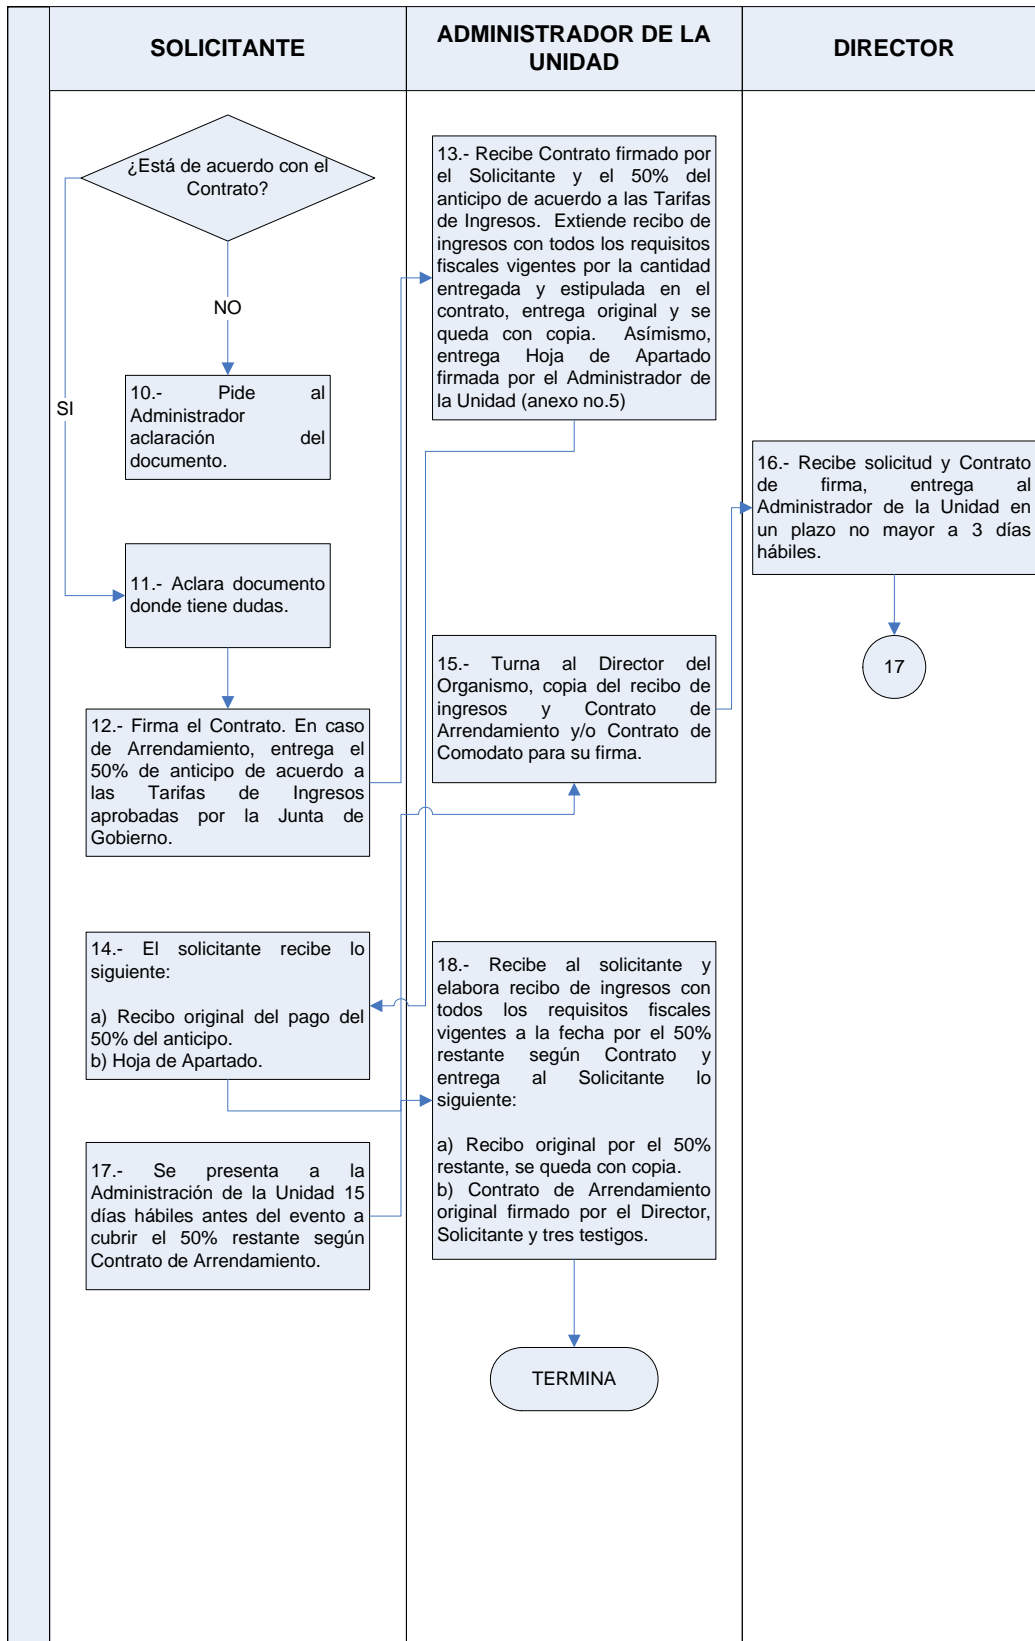 SOLICITANTE
ADMINISTRADOR DE LA
UNIDAD
DIRECTOR
¿Está de acuerdo con el
Contrato?
NO
SI
10.- Pide al
Administrador
aclaración del
documento.
11.- Aclara documento
donde tiene dudas.
12.- Firma el Contrato. En caso
de Arrendamiento, entrega el
50% de anticipo de acuerdo a
las Tarifas de Ingresos
aprobadas por la Junta de
Gobierno.
13.- Recibe Contrato firmado por
el Solicitante y el 50% del
anticipo de acuerdo a las Tarifas
de Ingresos. Extiende recibo de
ingresos con todos los requisitos
fiscales vigentes por la cantidad
entregada y estipulada en el
contrato, entrega original y se
queda con copia. Asímismo,
entrega Hoja de Apartado
firmada por el Administrador de
la Unidad (anexo no.5)
14.- El solicitante recibe lo
siguiente:
a) Recibo original del pago del
50% del anticipo.
b) Hoja de Apartado.
15.- Turna al Director del
Organismo, copia del recibo de
ingresos y Contrato de
Arrendamiento y/o Contrato de
Comodato para su firma.
16.- Recibe solicitud y Contrato
de firma, entrega al
Administrador de la Unidad en
un plazo no mayor a 3 días
hábiles.
17
17.- Se presenta a la
Administración de la Unidad 15
días hábiles antes del evento a
cubrir el 50% restante según
Contrato de Arrendamiento.
18.- Recibe al solicitante y
elabora recibo de ingresos con
todos los requisitos fiscales
vigentes a la fecha por el 50%
restante según Contrato y
entrega al Solicitante lo
siguiente:
a) Recibo original por el 50%
restante, se queda con copia.
b) Contrato de Arrendamiento
original firmado por el Director,
Solicitante y tres testigos.
TERMINA